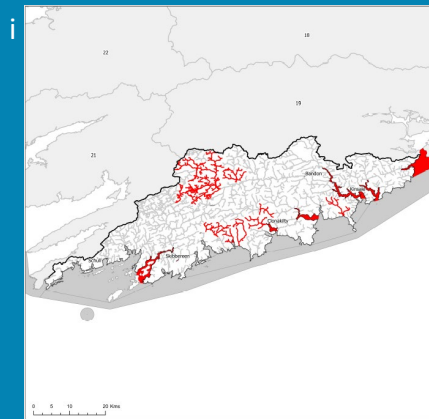 i
18
22
19
21
Bandon
Kinsale
Clonakilty
Skibbereen
Schull
0 5 10 20 Kms